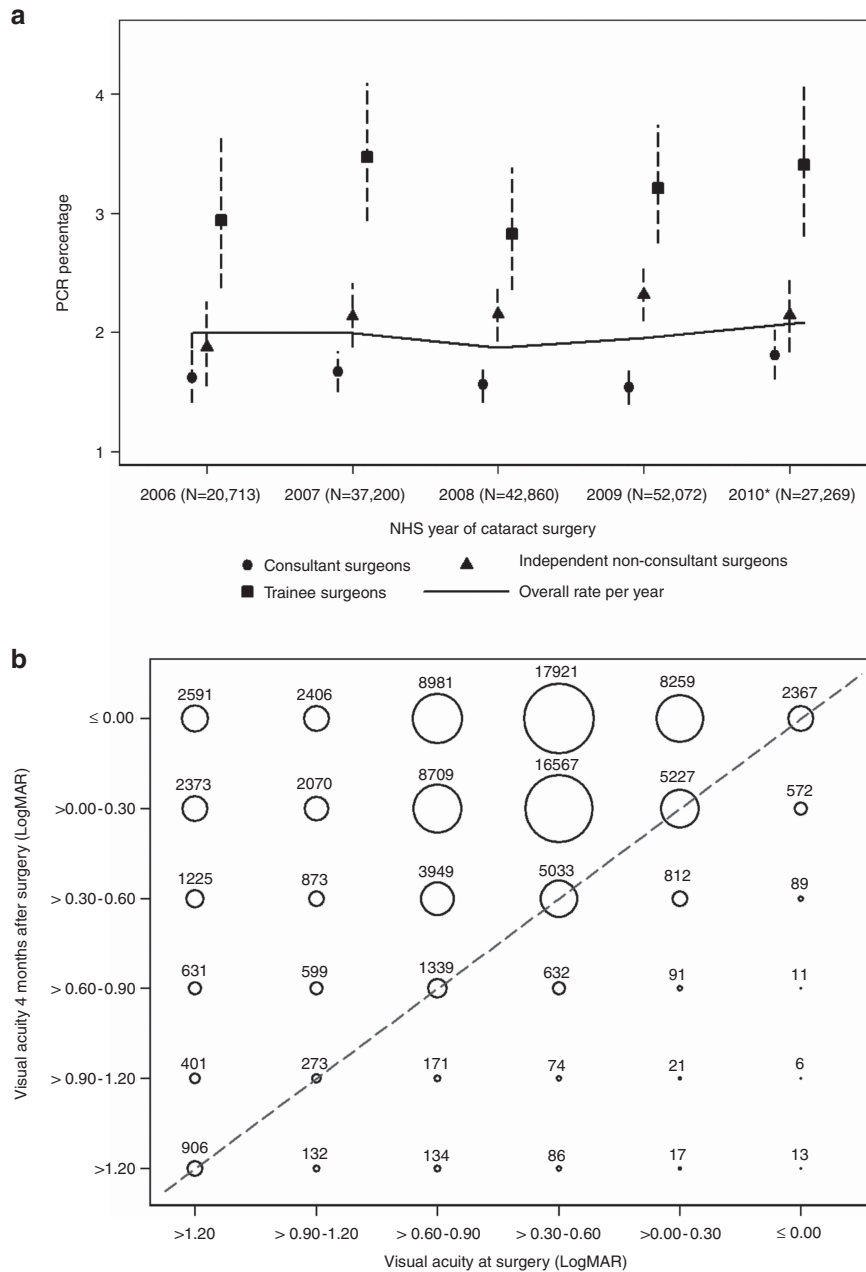 a
4
3
2
1
PCR percentage
2006 (N=20,713) 2007 (N=37,200) 2008 (N=42,860) 2009 (N=52,072) 2010* (N=27,269)
NHS year of cataract surgery
Consultant surgeons Independent non-consultant surgeons
Trainee surgeons Overall rate per year
b
Visual acuity 4 months after surgery (LogMAR)
2591 2406 8981 17921 8259 2367
≤ 0.00
2373 2070 8709 16567 5227 572
>0.00-0.30
1225 873 3949 5033 812 89
> 0.30-0.60
631 599 1339 632 91 11
> 0.60-0.90
401 273 171 74 21 6
> 0.90-1.20
906 132 134 86 17 13
>1.20
>1.20 > 0.90-1.20 > 0.60-0.90 > 0.30-0.60 >0.00-0.30 ≤ 0.00
Visual acuity at surgery (LogMAR)